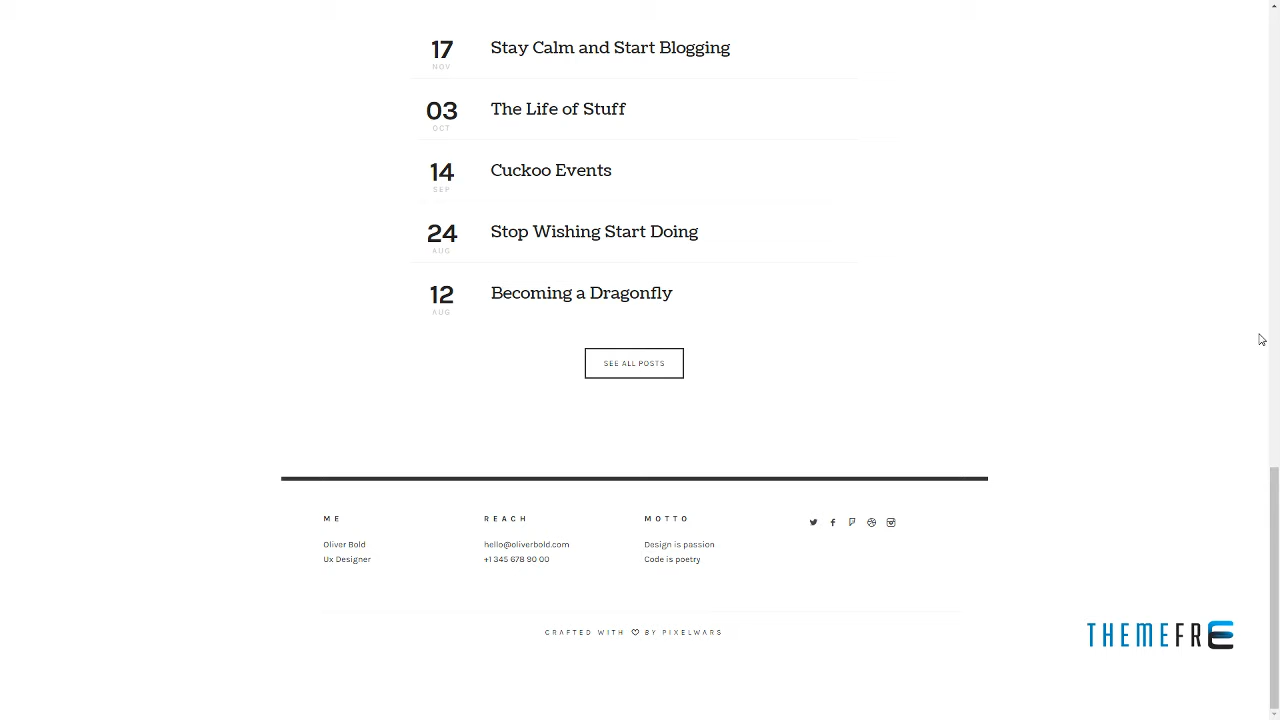 17 Stay Calm and Start Blogging
NOV
03 The Life of Stuff
OCT
14 Cuckoo Events
SEP
24 Stop Wishing Start Doing
AUG
12 Becoming a Dragonfly
AUG
SEE ALL POSTS
ME
Oliver Bold
Ux Designer
REACH
hello@oliverbold.com
+1 345 678 90 00
MOTTO
Design is passion
Code is poetry
CRAFTED WITH ♡ BY PIXELWARS
THEMEFRE